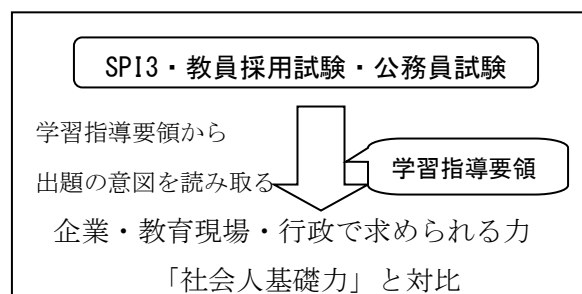 SPI3・教員採用試験・公務員試験
学習指導要領から
出題の意図を読み取る
学習指導要領
企業・教育現場・行政で求められる力
「社会人基礎力」と対比